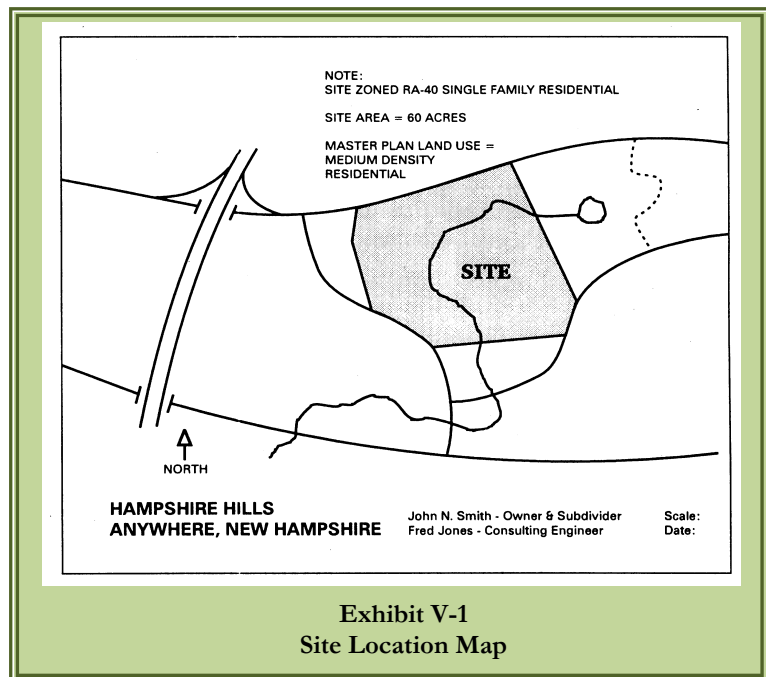 NOTE:
SITE ZONED RA-40 SINGLE FAMILY RESIDENTIAL
SITE AREA = 60 ACRES
MASTER PLAN LAND USE =
MEDIUM DENSITY
RESIDENTIAL
SITE
NORTH
HAMPSHIRE HILLS
ANYWHERE, NEW HAMPSHIRE
John N. Smith - Owner & Subdivider
Fred Jones - Consulting Engineer
Scale:
Date:
Exhibit V-1
Site Location Map